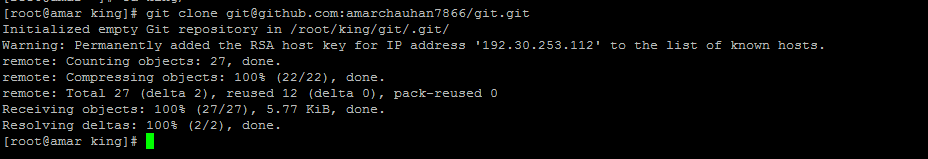 [root@amar king]# git clone git@github.com:amarchauhan7866/git.git
Initialized empty Git repository in /root/king/git/.git/
Warning: Permanently added the RSA host key for IP address '192.30.253.112' to the list of known hosts.
remote: Counting objects: 27, done.
remote: Compressing objects: 100% (22/22), done.
remote: Total 27 (delta 2), reused 12 (delta 0), pack-reused 0
Receiving objects: 100% (27/27), 5.77 KiB, done.
Resolving deltas: 100% (2/2), done.
[root@amar king]#